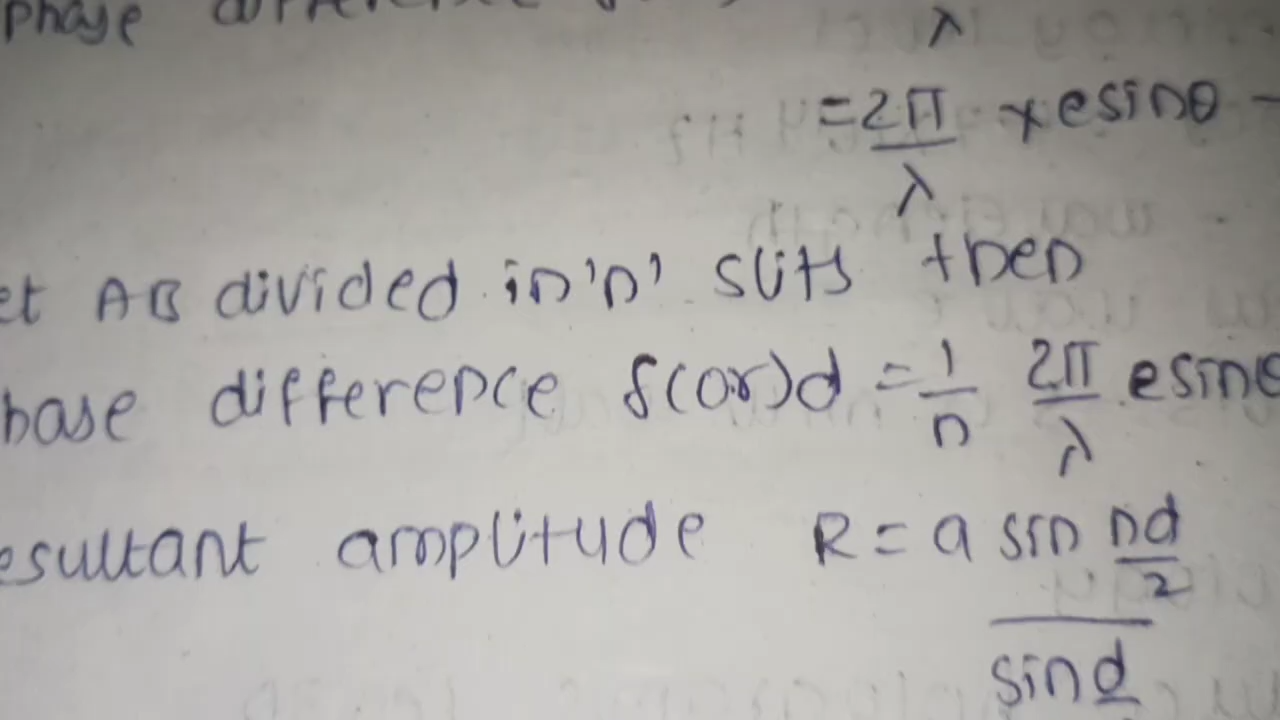 phase difference
λ
= 2π/λ × e sinθ -
et AB divided in 'n' slits then
hase difference δ(or)d = 1/n 2π/λ e sinθ
esultant amplitude R = a sin nd/2
sin d